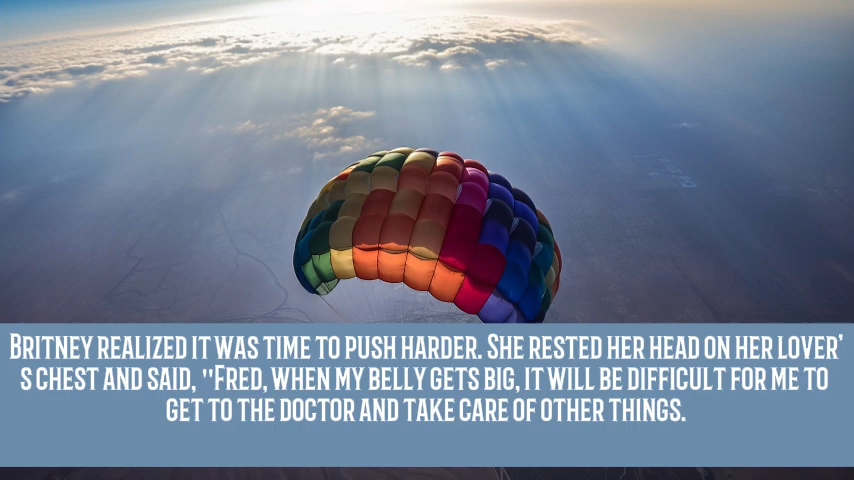 Britney realized it was time to push harder. She rested her head on her lover'
s chest and said, "Fred, when my belly gets big, it will be difficult for me to
get to the doctor and take care of other things.